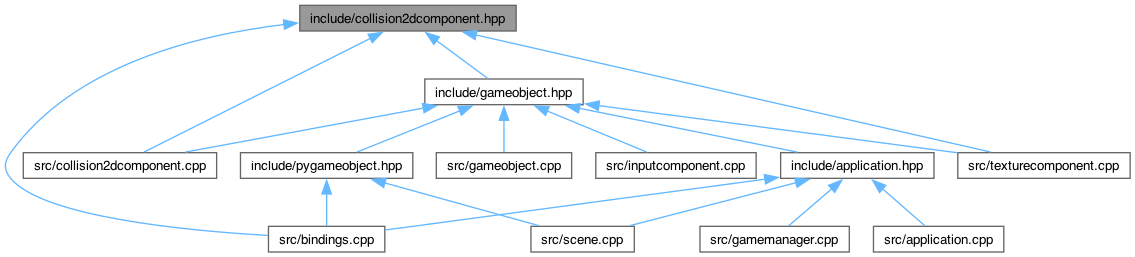 include/collision2dcomponent.hpp
include/gameobject.hpp
src/collision2dcomponent.cpp
include/pygameobject.hpp
src/gameobject.cpp
src/inputcomponent.cpp
include/application.hpp
src/texturecomponent.cpp
src/bindings.cpp
src/scene.cpp
src/gamemanager.cpp
src/application.cpp